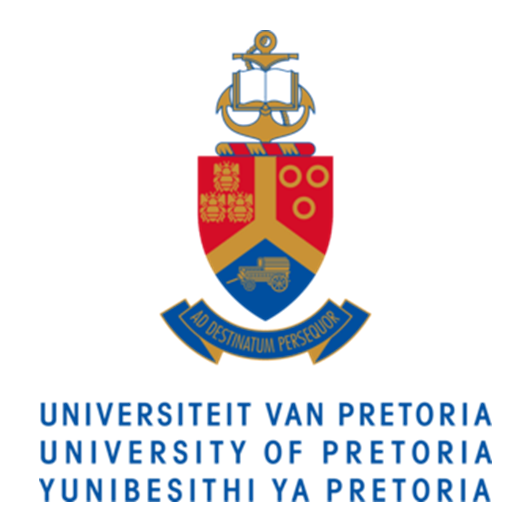 AD DESTINATUM PERSEQUOR
UNIVERSITEIT VAN PRETORIA
UNIVERSITY OF PRETORIA
YUNIBESITHI YA PRETORIA